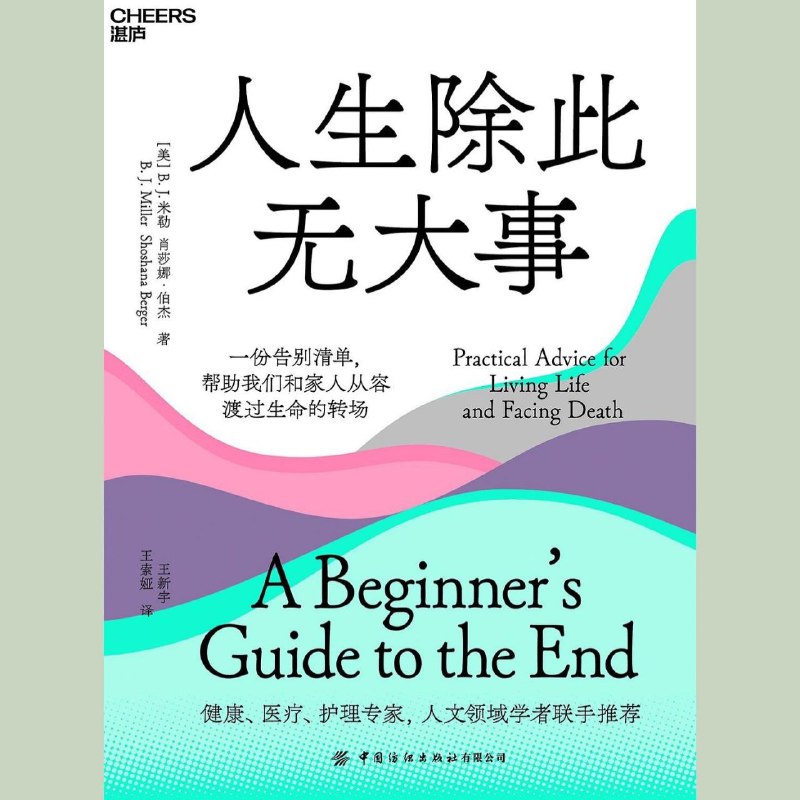 CHEERS
湛庐
人生除此
无大事
[美] B. J. 米勒 肖莎娜·伯杰 著
B. J. Miller Shoshana Berger
一份告别清单，
帮助我们和家人从容
渡过生命的转场
Practical Advice for
Living Life
and Facing Death
王新宇
王索娅 译
A Beginner's
Guide to the End
健康、医疗、护理专家，人文领域学者联手推荐
中国纺织出版社有限公司